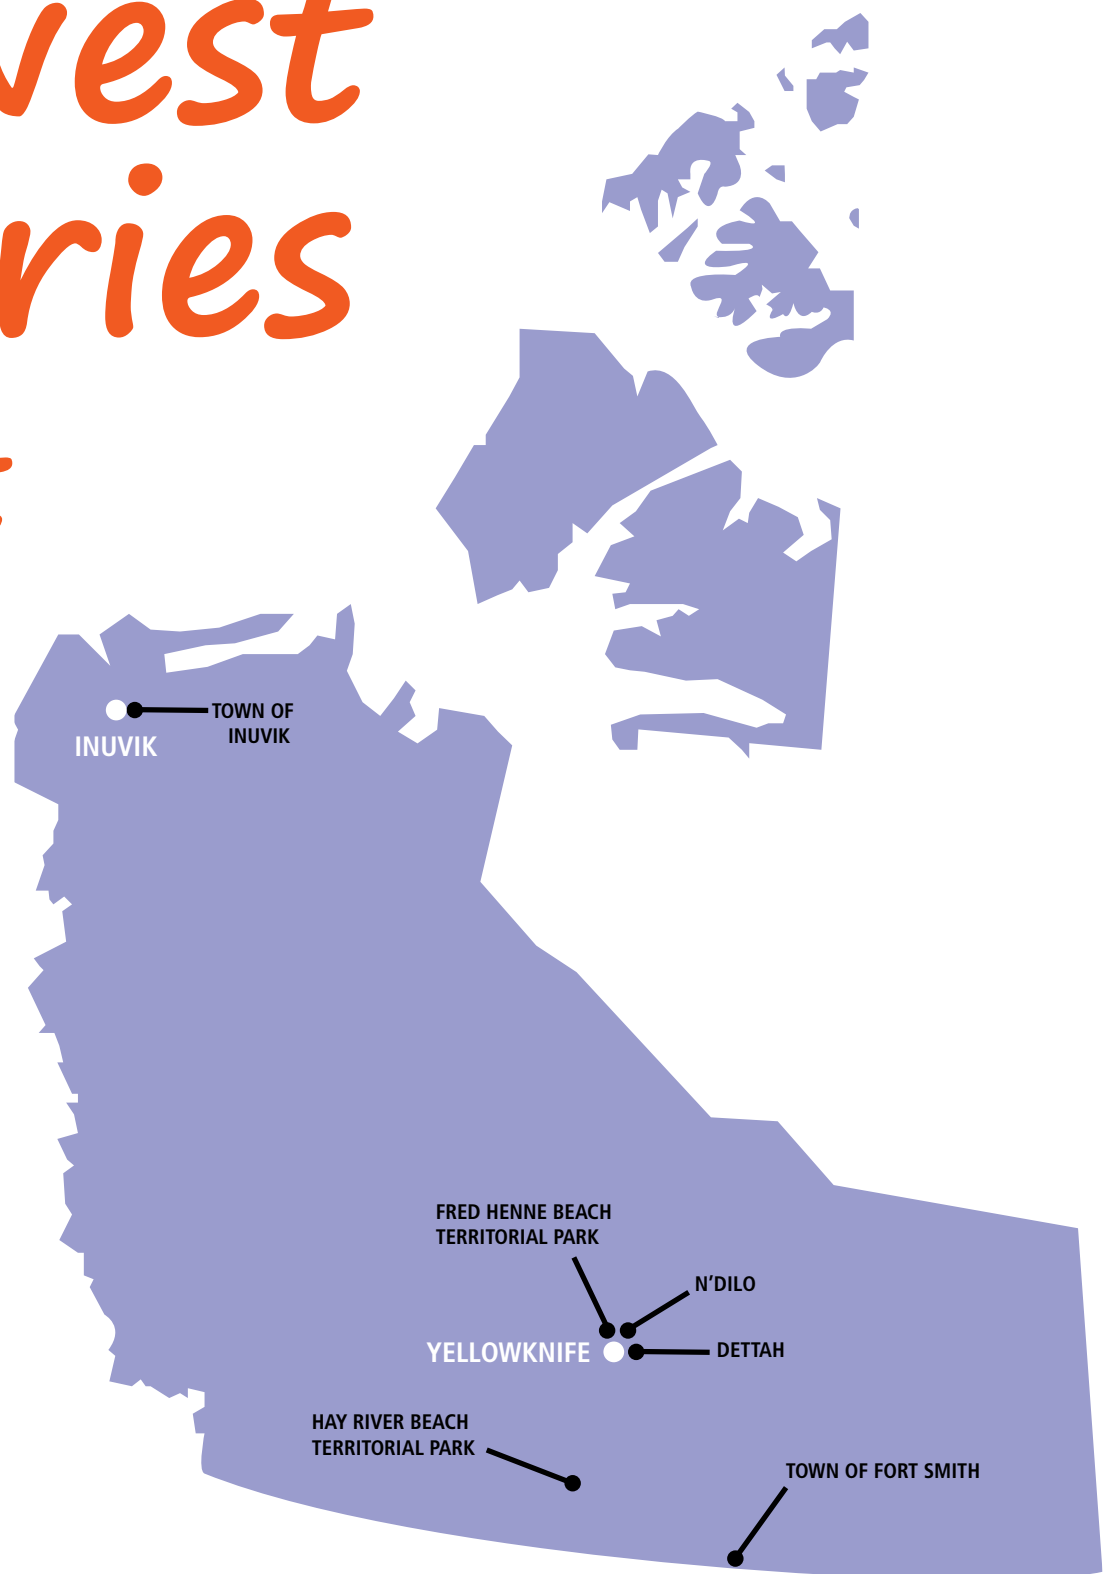 ries
TOWN OF
INUVIK
INUVIK
FRED HENNE BEACH
TERRITORIAL PARK
N'DILO
YELLOWKNIFE
DETTAH
HAY RIVER BEACH
TERRITORIAL PARK
TOWN OF FORT SMITH